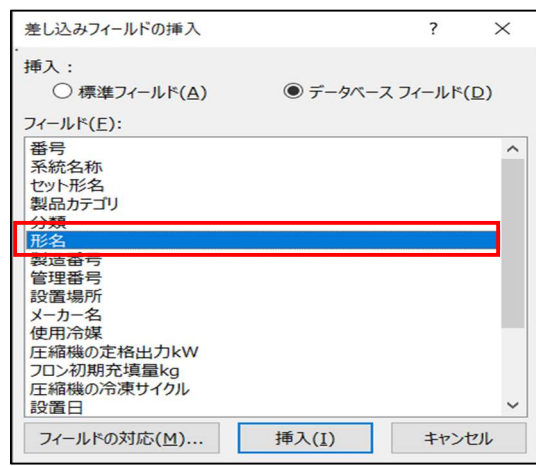 差し込みフィールドの挿入 ? ×
挿入:
標準フィールド(A) データベース フィールド(D)
フィールド(F):
番号
系統名称
セット形名
製品カテゴリ
分類
形名
製造番号
管理番号
設置場所
メーカー名
使用冷媒
圧縮機の定格出力kW
フロン初期充填量kg
圧縮機の冷凍サイクル
設置日
フィールドの対応(M)... 挿入(I) キャンセル